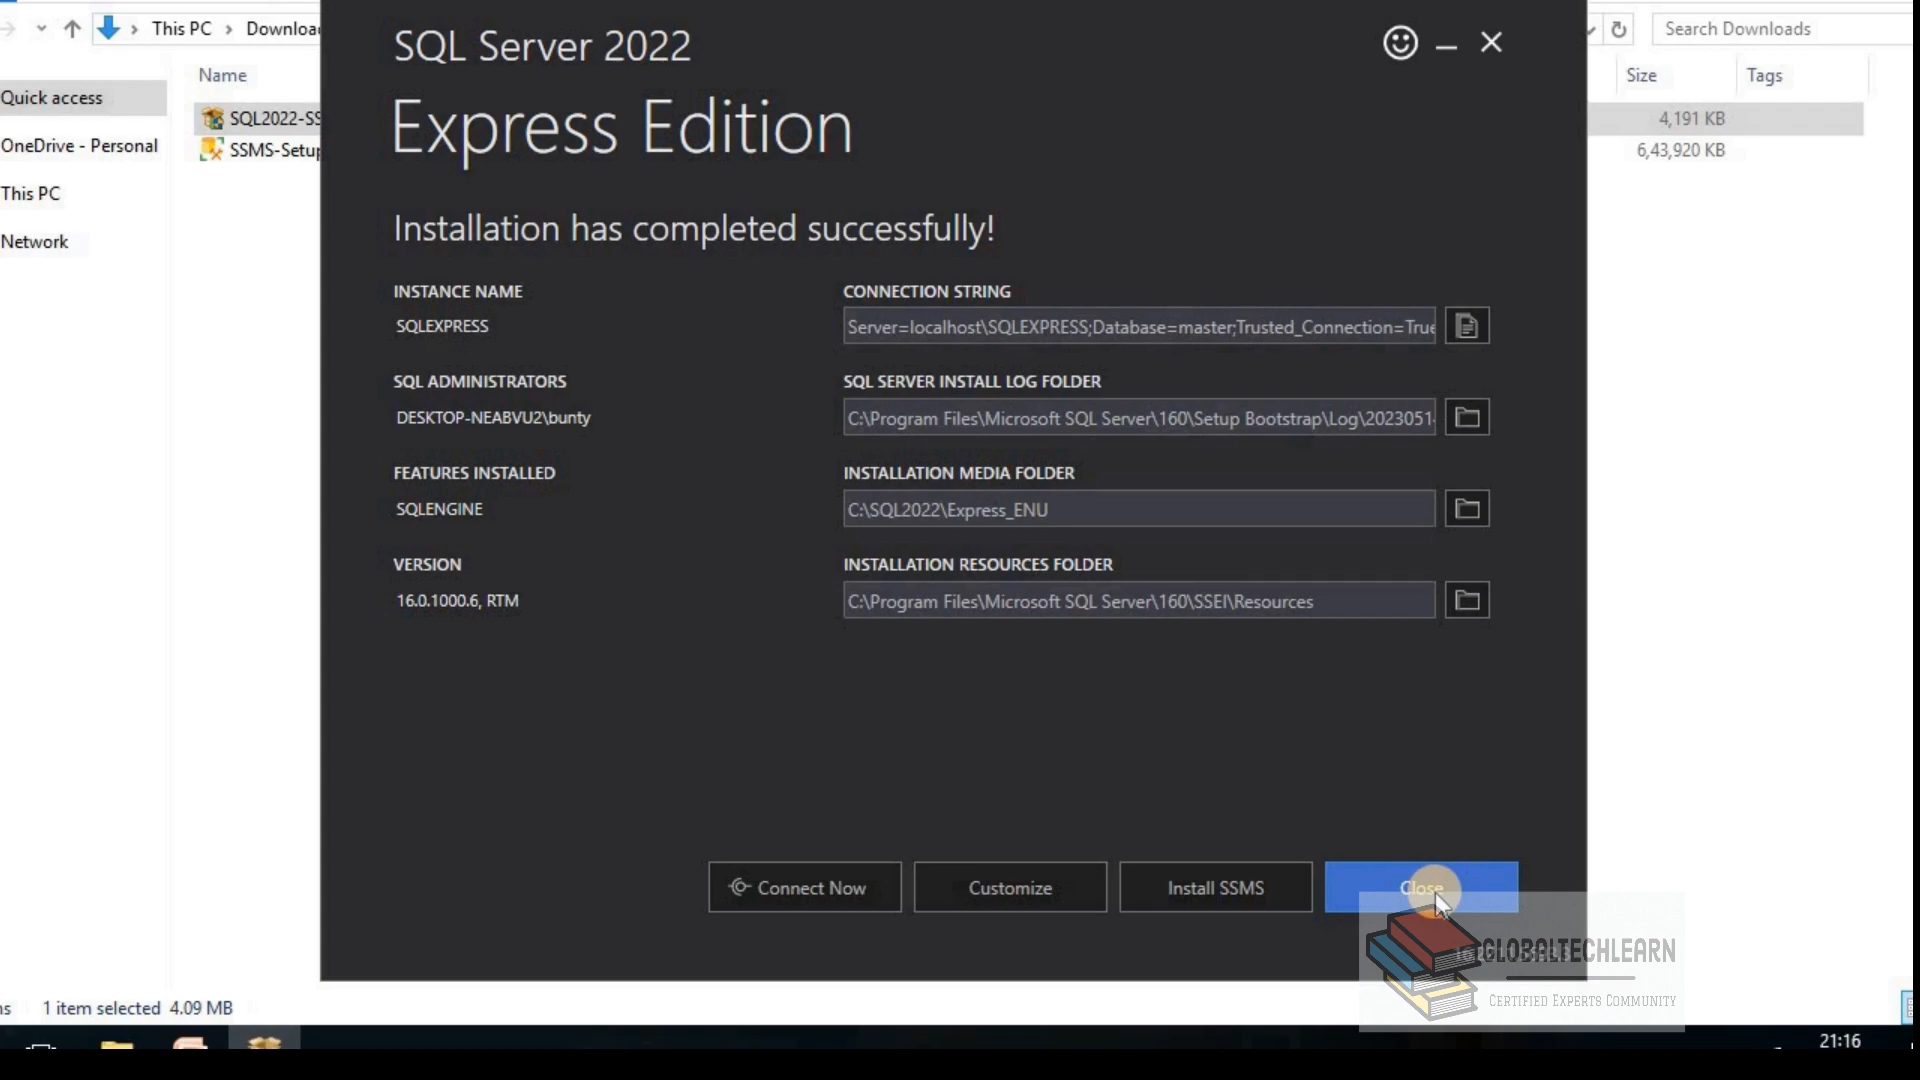 This PC > Downloa
Search Downloads
Name
Size
Tags
Quick access
OneDrive - Personal
This PC
Network
SQL2022-SS
4,191 KB
SSMS-Setup
6,43,920 KB
SQL Server 2022
Express Edition
Installation has completed successfully!
INSTANCE NAME
SQLEXPRESS
CONNECTION STRING
Server=localhost\SQLEXPRESS;Database=master;Trusted_Connection=True
SQL ADMINISTRATORS
DESKTOP-NEABVU2\bunty
SQL SERVER INSTALL LOG FOLDER
C:\Program Files\Microsoft SQL Server\160\Setup Bootstrap\Log\2023051
FEATURES INSTALLED
SQLENGINE
INSTALLATION MEDIA FOLDER
C:\SQL2022\Express_ENU
VERSION
16.0.1000.6, RTM
INSTALLATION RESOURCES FOLDER
C:\Program Files\Microsoft SQL Server\160\SSEI\Resources
Connect Now
Customize
Install SSMS
Close
GLOBALTECHLEARN
CERTIFIED EXPERTS COMMUNITY
1 item selected 4.09 MB
21:16